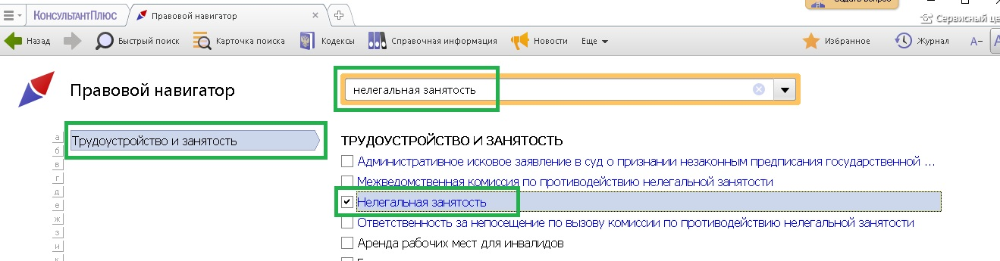 Задать вопрос
КонсультантПлюс Правовой навигатор
Сервисный це
Назад Быстрый поиск Карточка поиска Кодексы Справочная информация Новости Еще Избранное Журнал А−
Правовой навигатор нелегальная занятость
а Трудоустройство и занятость ТРУДОУСТРОЙСТВО И ЗАНЯТОСТЬ
б Административное исковое заявление в суд о признании незаконным предписания государственной ...
в
г Межведомственная комиссия по противодействию нелегальной занятости
д
е Нелегальная занятость
ж Ответственность за непосещение по вызову комиссии по противодействию нелегальной занятости
з
и Аренда рабочих мест для инвалидов
к